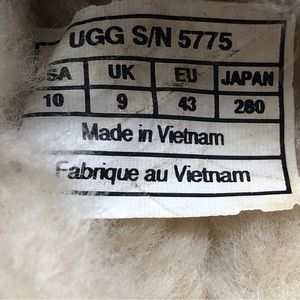 UGG S/N 5775
SA UK EU JAPAN
10 9 43 280
Made in Vietnam
Fabrique au Vietnam